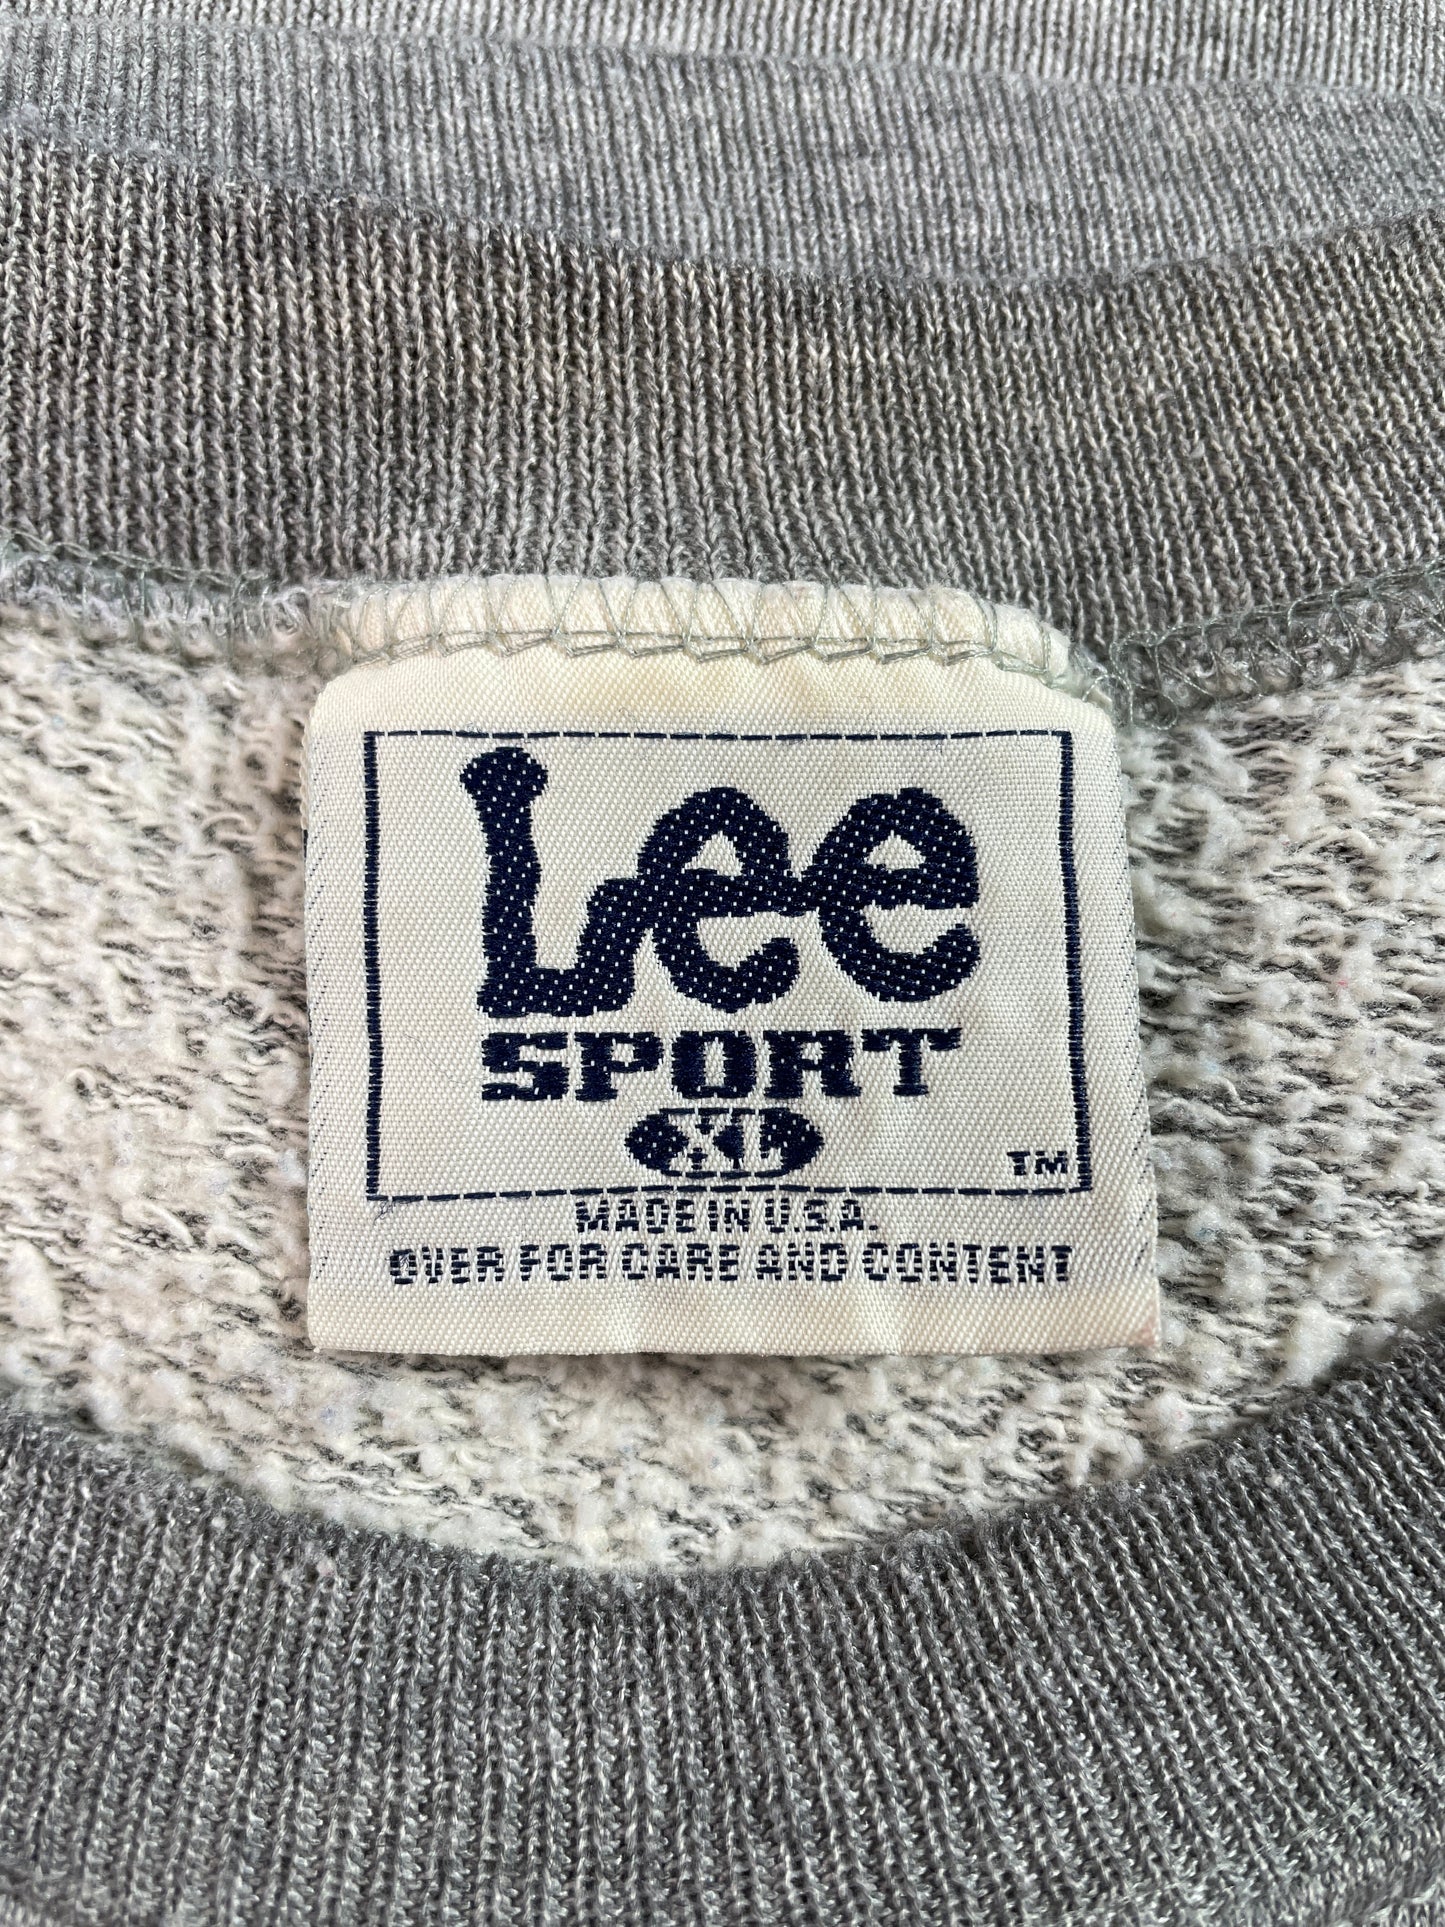 Lee
SPORT
XL
TM
MADE IN U.S.A.
OVER FOR CARE AND CONTENT